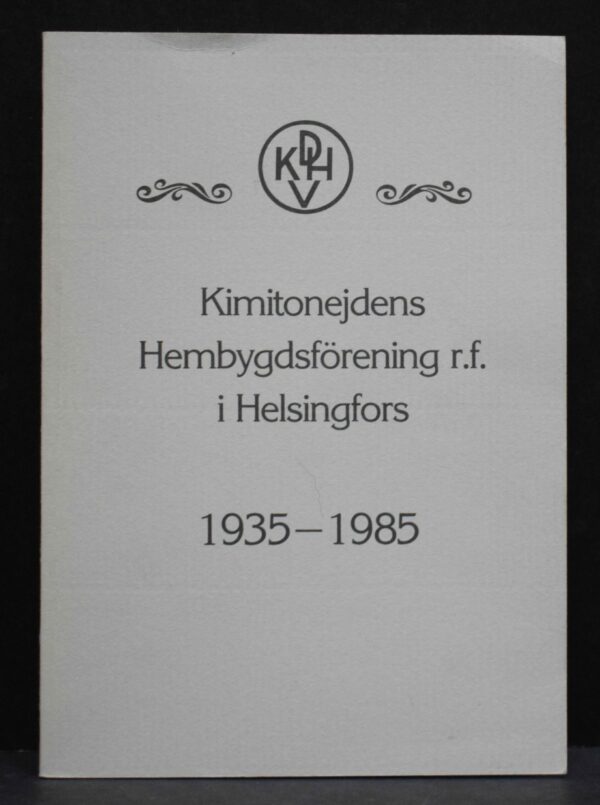 KDHV
Kimitonejdens
Hembygdsförening r.f.
i Helsingfors
1935–1985